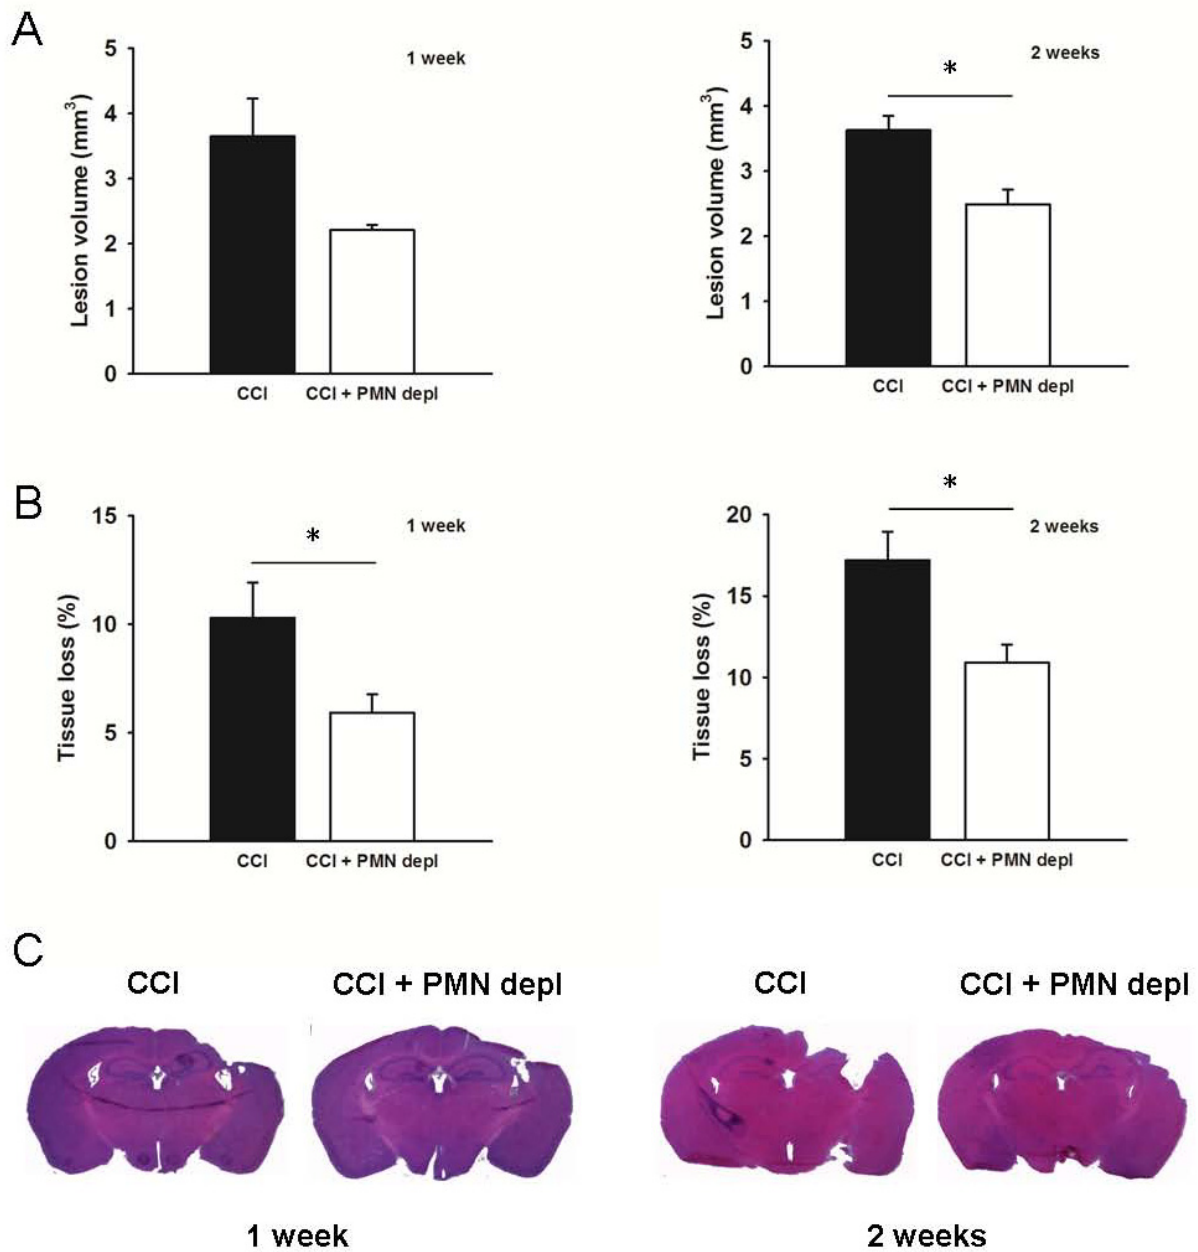 A
5
4
3
2
1
0
Lesion volume (mm³)
1 week
CCI
CCI + PMN depl
5
4
3
2
1
0
Lesion volume (mm³)
2 weeks
*
CCI
CCI + PMN depl
B
15
10
5
0
Tissue loss (%)
1 week
*
CCI
CCI + PMN depl
20
15
10
5
0
Tissue loss (%)
2 weeks
*
CCI
CCI + PMN depl
C
CCI
CCI + PMN depl
CCI
CCI + PMN depl
1 week
2 weeks